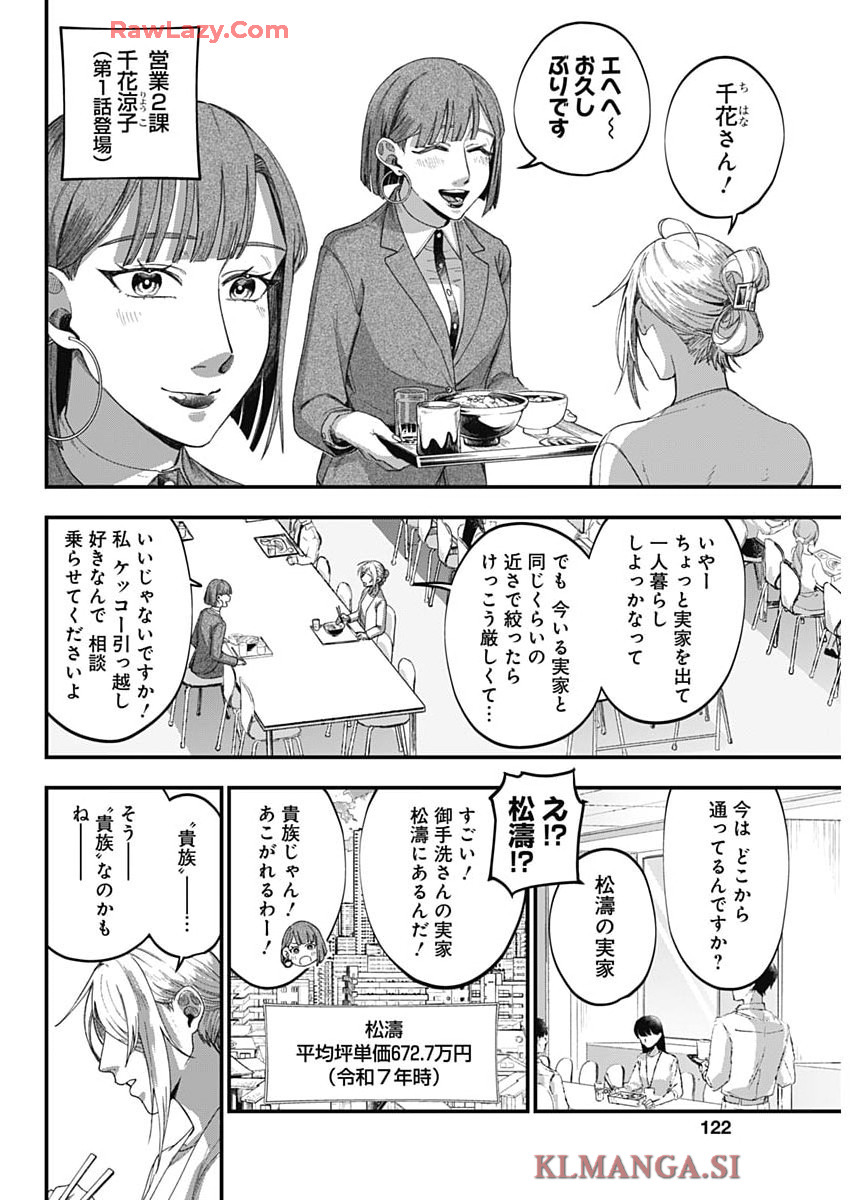 RawLazy.Com
千花さん!
ち はな
エヘヘ〜
お久し
ぶりです
営業2課
千花涼子
りょう こ
(第1話登場)
いやー
ちょっと実家を出て
一人暮らし
しよっかなって
でも 今いる実家と
同じくらいの
近さで絞ったら
けっこう厳しくて…
いいじゃないですか!
私 ケッコー引っ越し
好きなんで 相談
乗らせてくださいよ
今は どこから
通ってるんですか?
松濤の実家
え!?
松濤!?
すごい!
御手洗さんの実家
松濤にあるんだ!
貴族じゃん!
あこがれるわー!
松濤
平均坪単価672.7万円
(令和7年時)
〝貴族〟――…
そう――
〝貴族〟なのかも
ね――
122
KLMANGA.SI